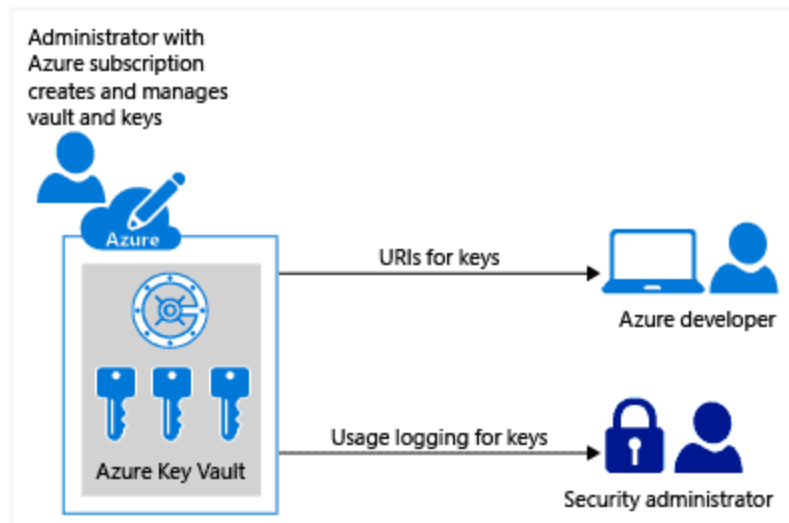 Administrator with
Azure subscription
creates and manages
vault and keys
Azure
URIs for keys
Azure developer
Usage logging for keys
Azure Key Vault
Security administrator